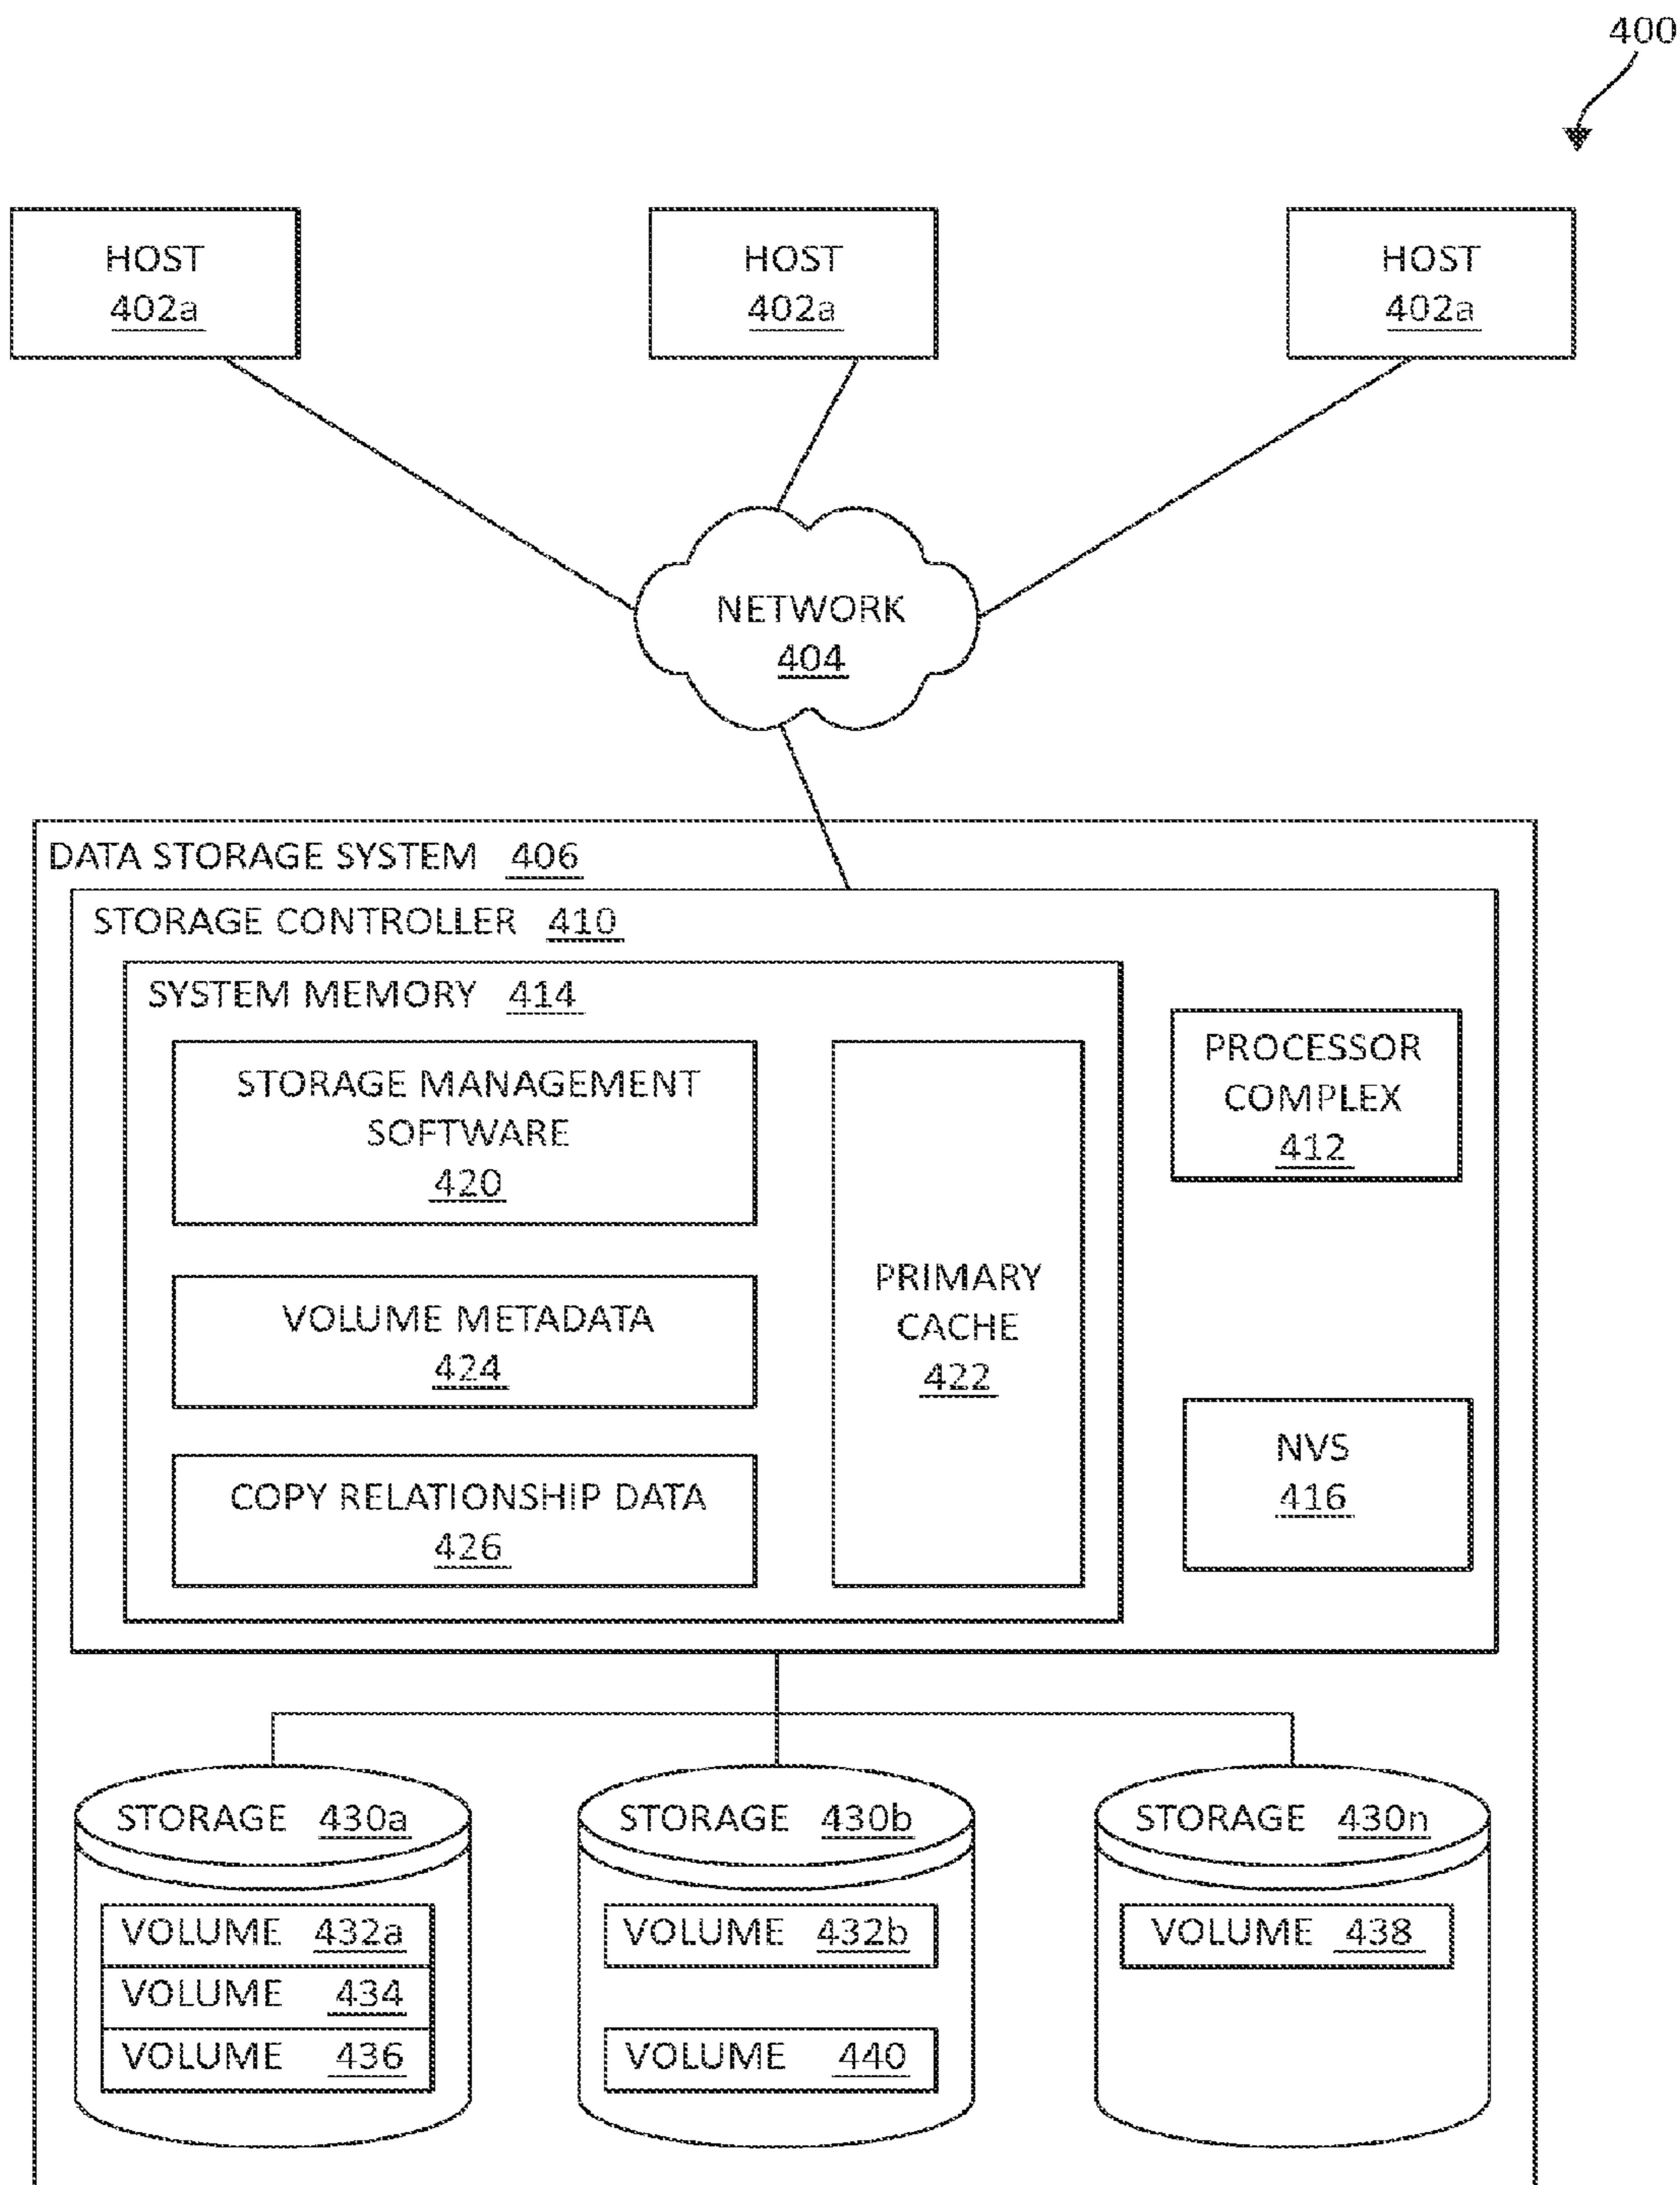 400
HOST
402a
HOST
402a
HOST
402a
NETWORK
404
DATA STORAGE SYSTEM 406
STORAGE CONTROLLER 410
SYSTEM MEMORY 414
STORAGE MANAGEMENT
SOFTWARE
420
VOLUME METADATA
424
COPY RELATIONSHIP DATA
426
PRIMARY
CACHE
422
PROCESSOR
COMPLEX
412
NVS
416
STORAGE 430a
VOLUME 432a
VOLUME 434
VOLUME 436
STORAGE 430b
VOLUME 432b
VOLUME 440
STORAGE 430n
VOLUME 438